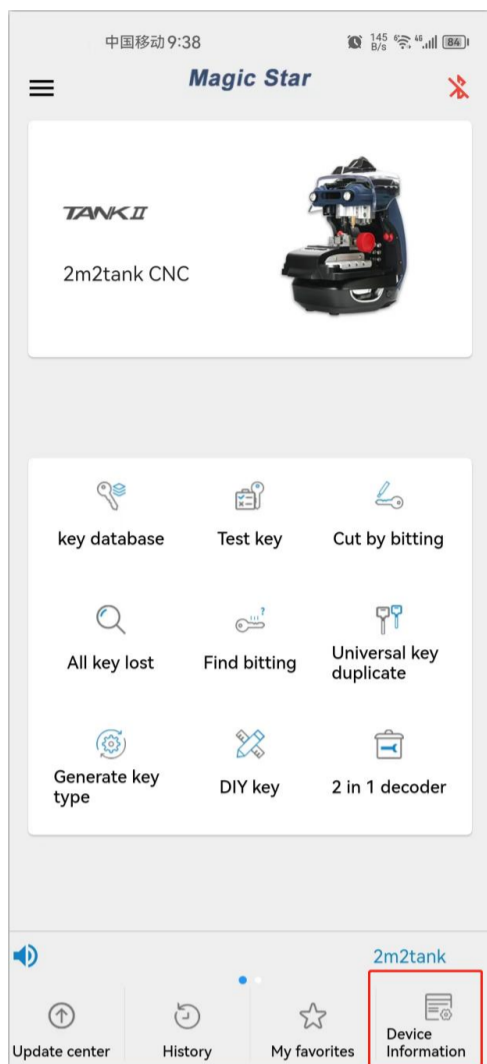 中国移动9:38
145 B/s
6
46
84
Magic Star
TANK II
2m2tank CNC
key database
Test key
Cut by bitting
All key lost
Find bitting
Universal key
duplicate
Generate key
type
DIY key
2 in 1 decoder
2m2tank
Update center
History
My favorites
Device
Information